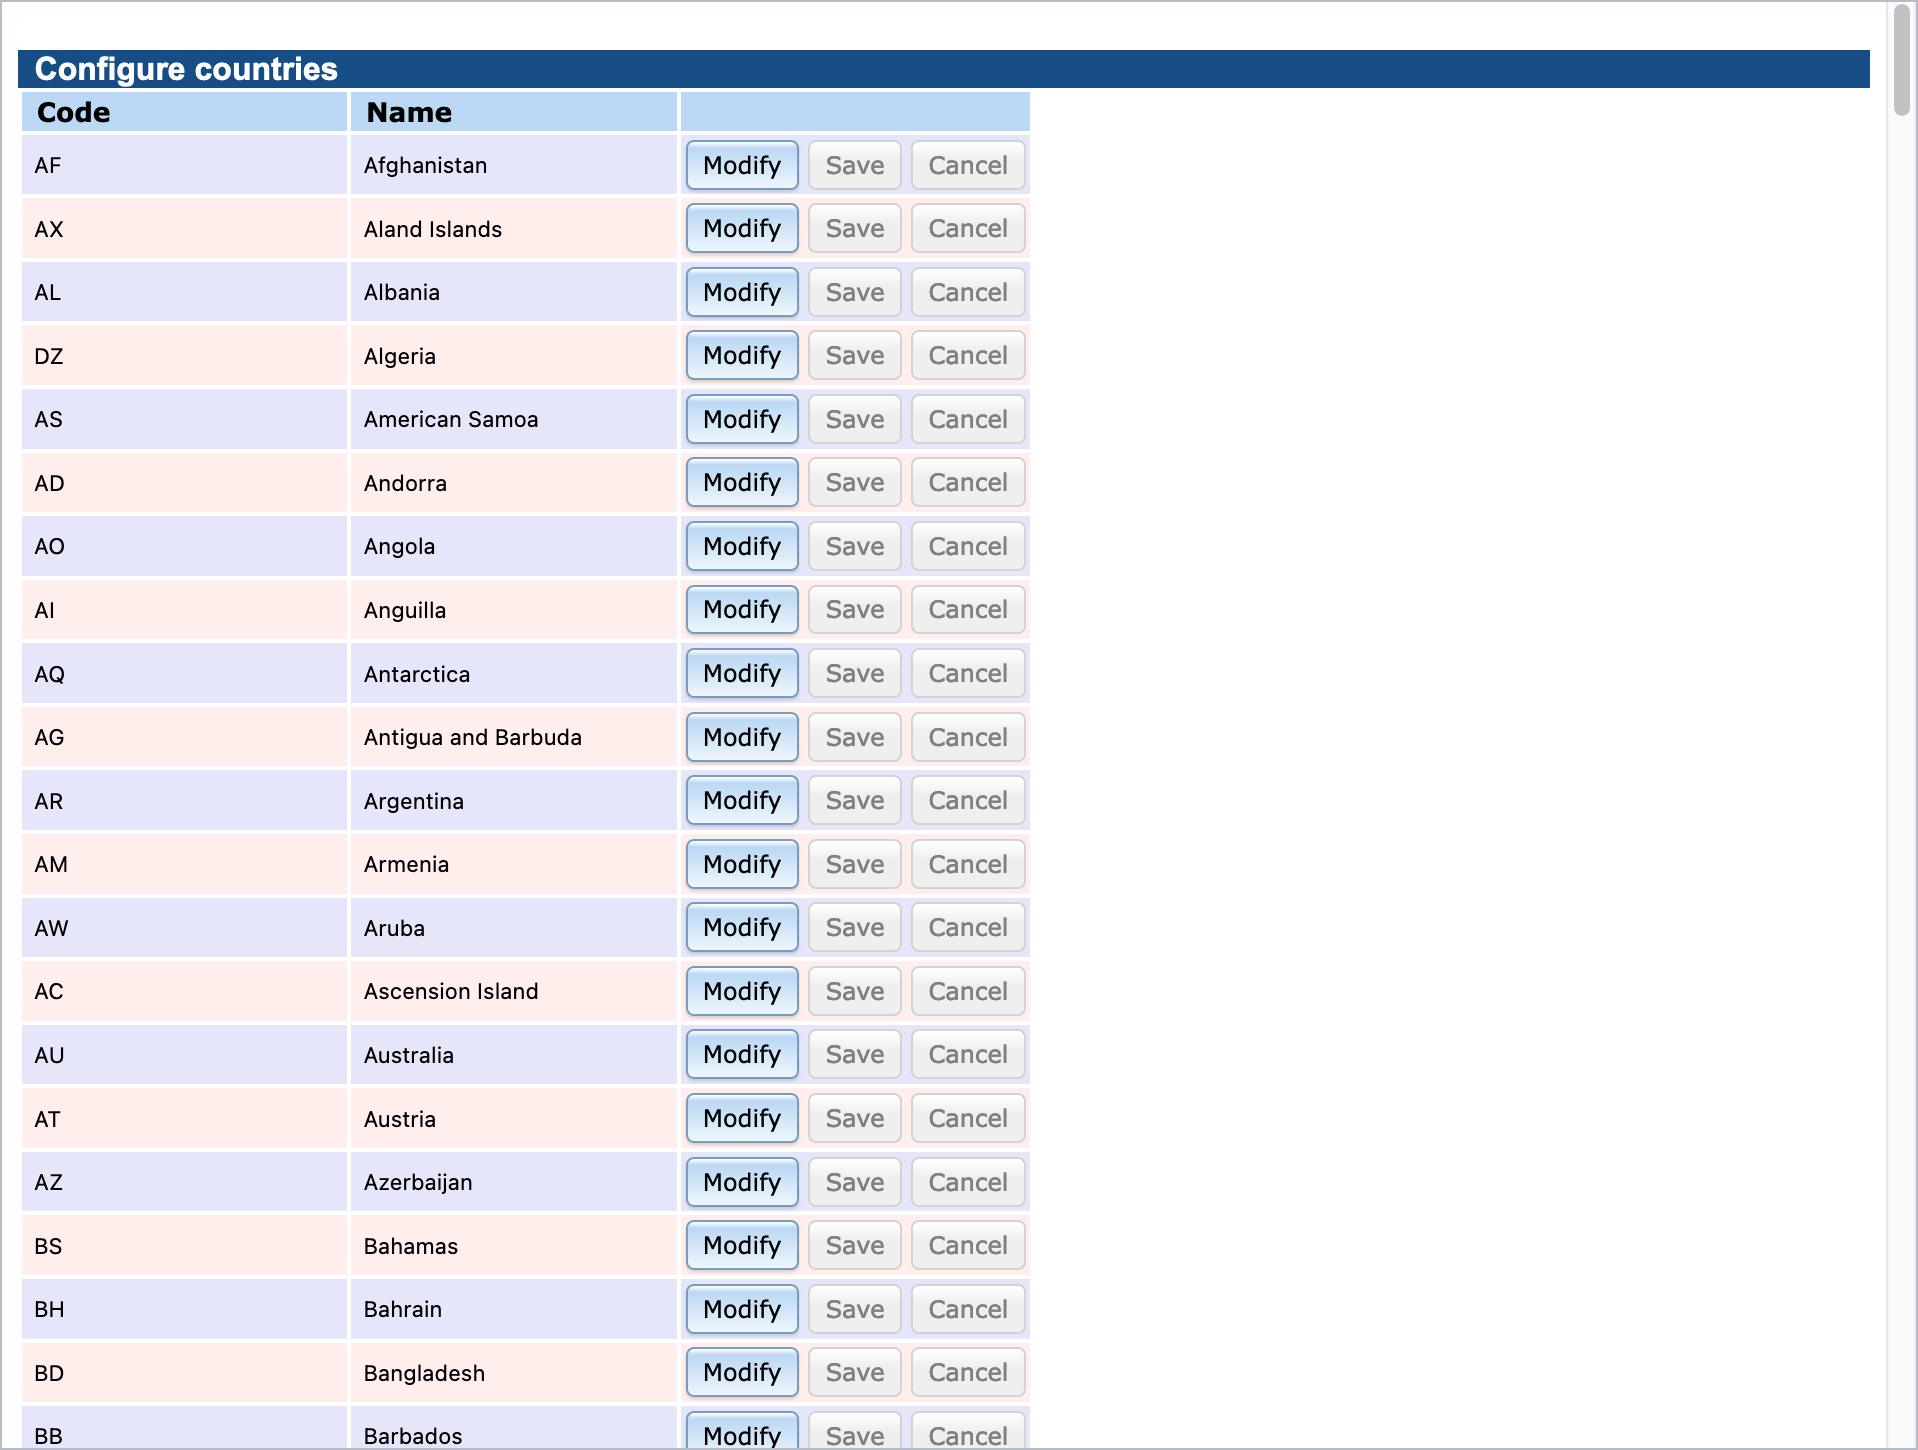 Configure countries
Code Name
AF Afghanistan Modify Save Cancel
AX Aland Islands Modify Save Cancel
AL Albania Modify Save Cancel
DZ Algeria Modify Save Cancel
AS American Samoa Modify Save Cancel
AD Andorra Modify Save Cancel
AO Angola Modify Save Cancel
AI Anguilla Modify Save Cancel
AQ Antarctica Modify Save Cancel
AG Antigua and Barbuda Modify Save Cancel
AR Argentina Modify Save Cancel
AM Armenia Modify Save Cancel
AW Aruba Modify Save Cancel
AC Ascension Island Modify Save Cancel
AU Australia Modify Save Cancel
AT Austria Modify Save Cancel
AZ Azerbaijan Modify Save Cancel
BS Bahamas Modify Save Cancel
BH Bahrain Modify Save Cancel
BD Bangladesh Modify Save Cancel
BB Barbados Modify Save Cancel